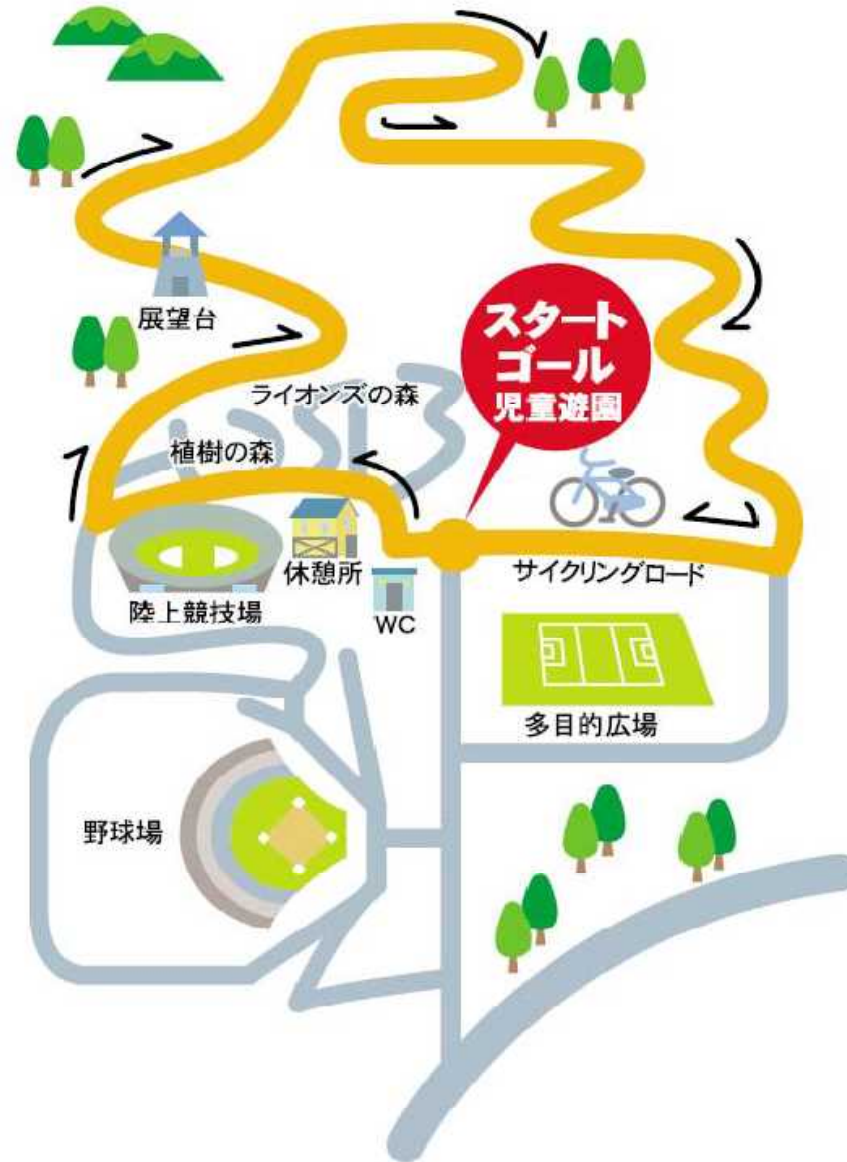 展望台
スタート
ゴール
児童遊園
ライオンズの森
植樹の森
休憩所
サイクリングロード
陸上競技場
WC
多目的広場
野球場